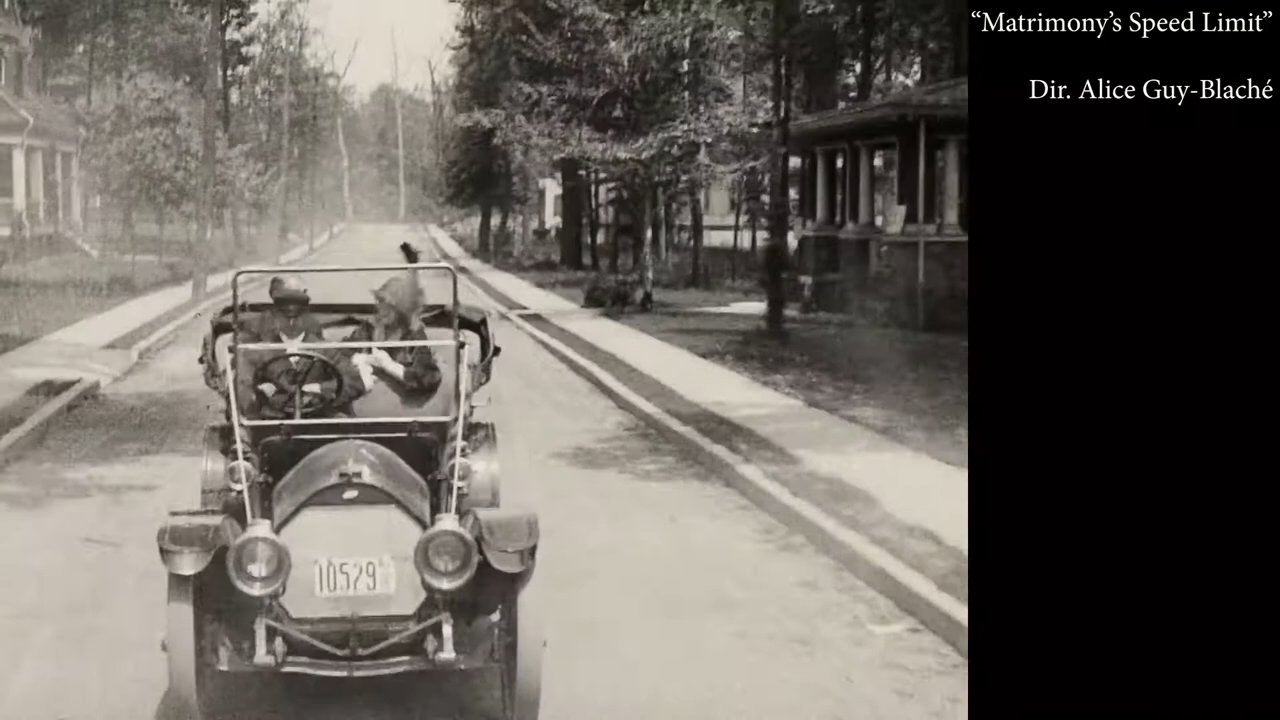 “Matrimony’s Speed Limit”
Dir. Alice Guy-Blaché
10529